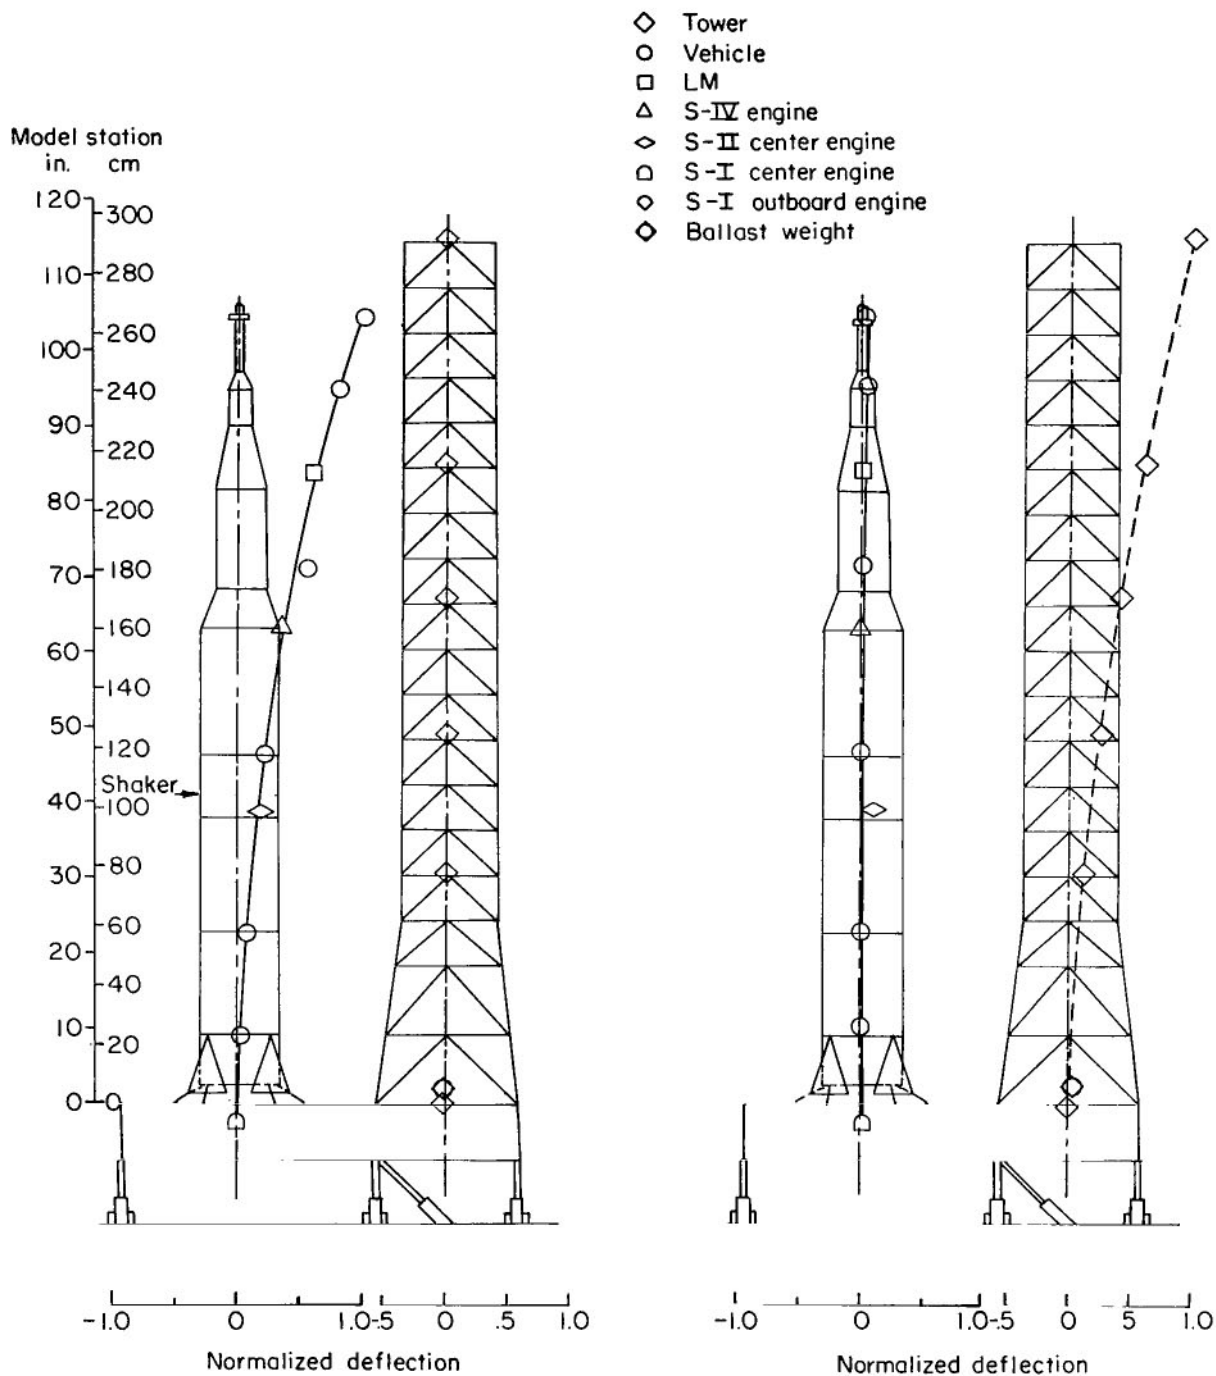 Tower
Vehicle
LM
S-IV engine
S-II center engine
S-I center engine
S-I outboard engine
Ballast weight
Model station
in. cm
120
300
110
280
100
260
240
90
220
80
200
70
180
160
60
140
50
120
Shaker
40
100
80
30
60
20
40
10
20
0 0
-1.0 0 1.0 -.5 0 .5 1.0
Normalized deflection
-1.0 0 1.0 -.5 0 5 1.0
Normalized deflection